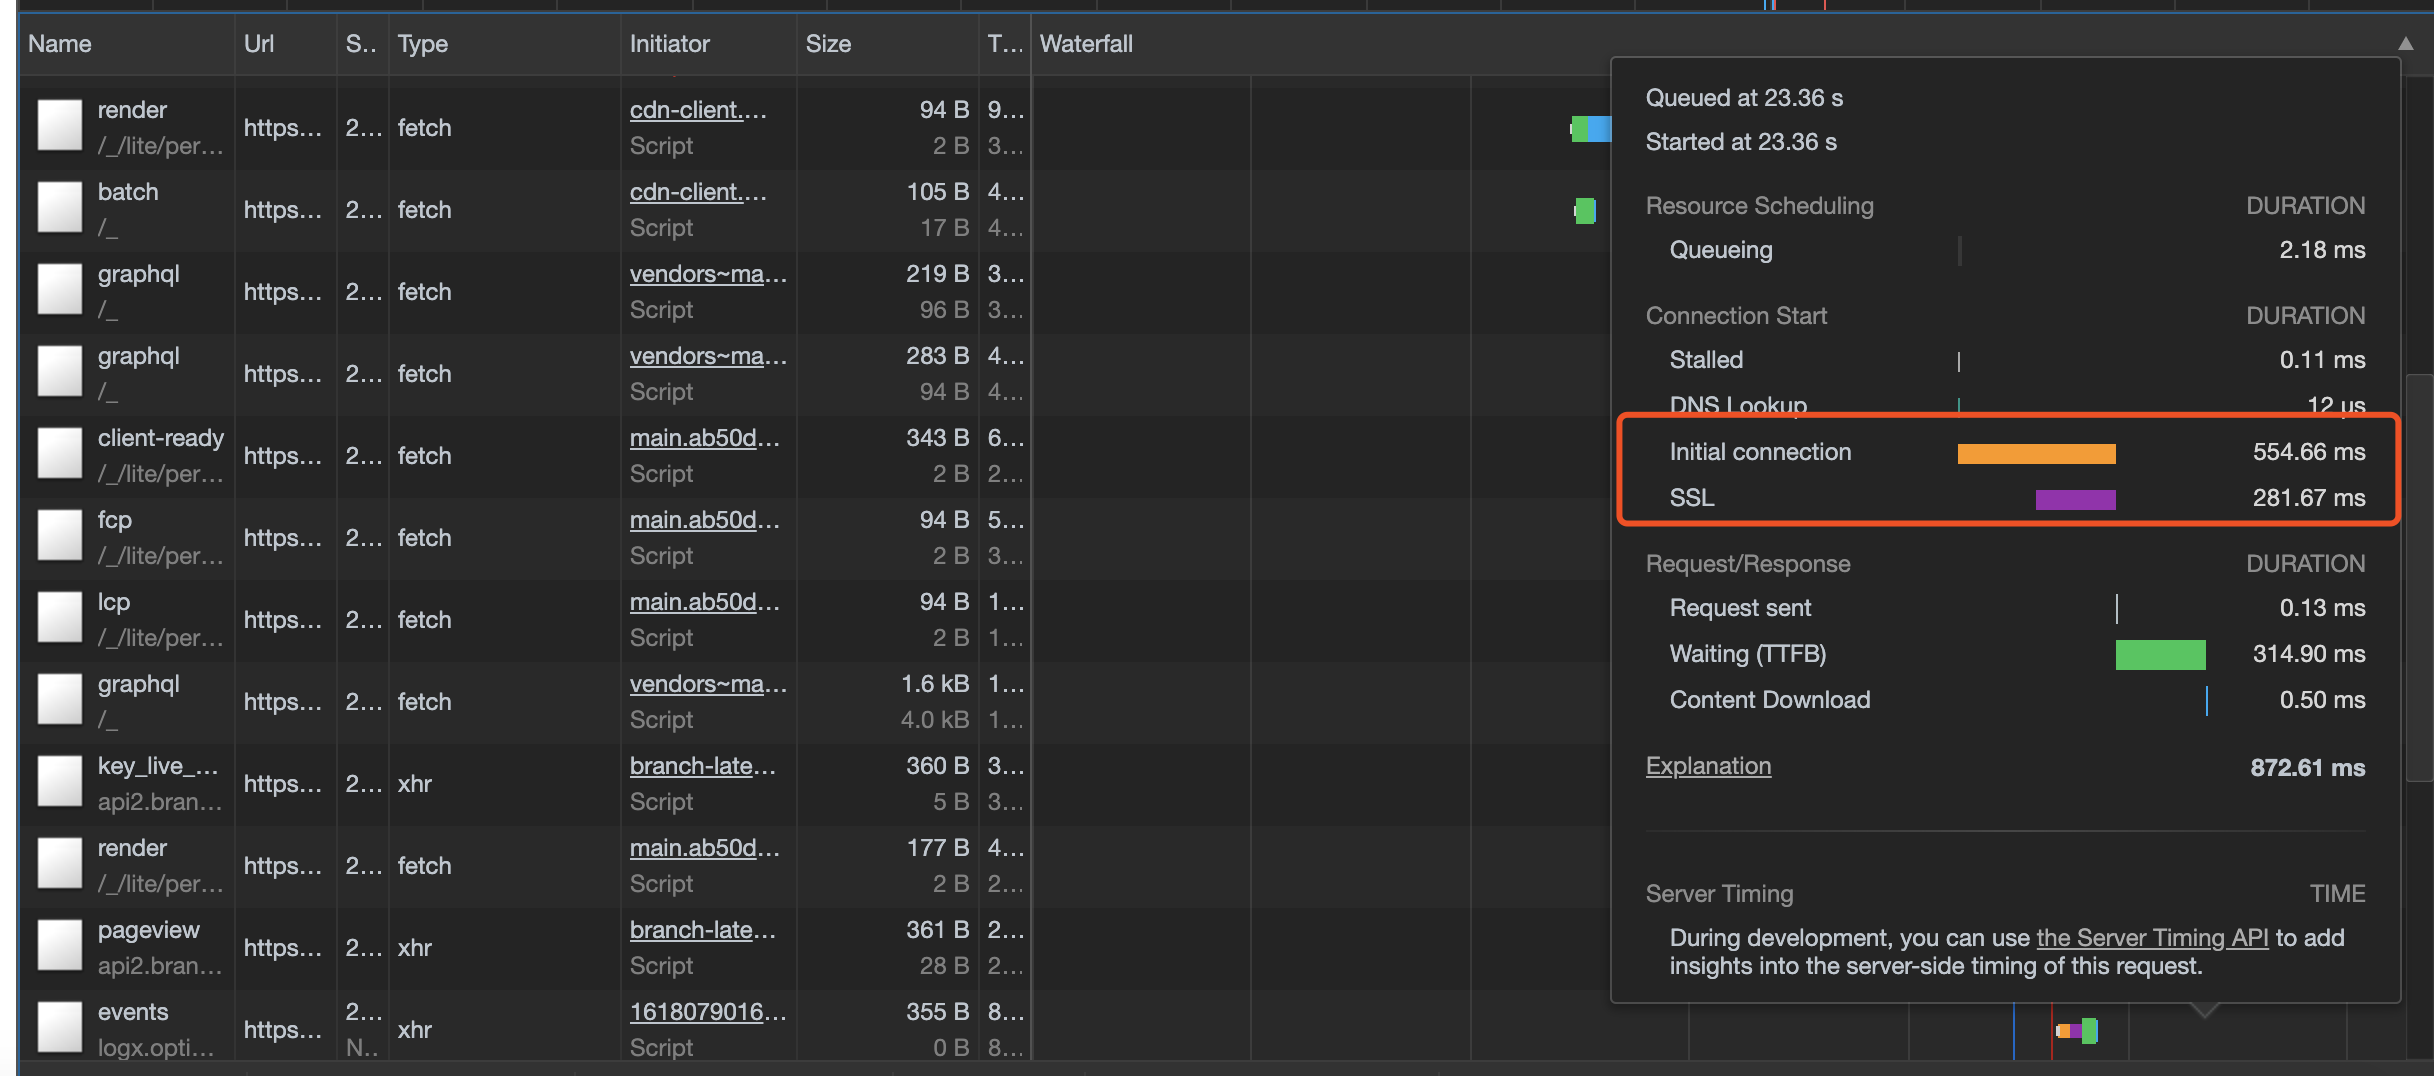 Name Url S.. Type Initiator Size T... Waterfall
render https... 2... fetch cdn-client.... 94 B 9...
/_/lite/per... Script 2 B 3...
batch https... 2... fetch cdn-client.... 105 B 4...
/_ Script 17 B 4...
graphql https... 2... fetch vendors~ma... 219 B 3...
/_ Script 96 B 3...
graphql https... 2... fetch vendors~ma... 283 B 4...
/_ Script 94 B 4...
client-ready https... 2... fetch main.ab50d... 343 B 6...
/_/lite/per... Script 2 B 2...
fcp https... 2... fetch main.ab50d... 94 B 5...
/_/lite/per... Script 2 B 3...
lcp https... 2... fetch main.ab50d... 94 B 1...
/_/lite/per... Script 2 B 1...
graphql https... 2... fetch vendors~ma... 1.6 kB 1...
/_ Script 4.0 kB 1...
key_live_... https... 2... xhr branch-late... 360 B 3...
api2.bran... Script 5 B 3...
render https... 2... fetch main.ab50d... 177 B 4...
/_/lite/per... Script 2 B 2...
pageview https... 2... xhr branch-late... 361 B 2...
api2.bran... Script 28 B 2...
events https... 2... xhr 1618079016... 355 B 8...
logx.opti... N.. Script 0 B 8...
Queued at 23.36 s
Started at 23.36 s
Resource Scheduling DURATION
Queueing 2.18 ms
Connection Start DURATION
Stalled 0.11 ms
DNS Lookup 12 µs
Initial connection 554.66 ms
SSL 281.67 ms
Request/Response DURATION
Request sent 0.13 ms
Waiting (TTFB) 314.90 ms
Content Download 0.50 ms
Explanation 872.61 ms
Server Timing TIME
During development, you can use the Server Timing API to add
insights into the server-side timing of this request.